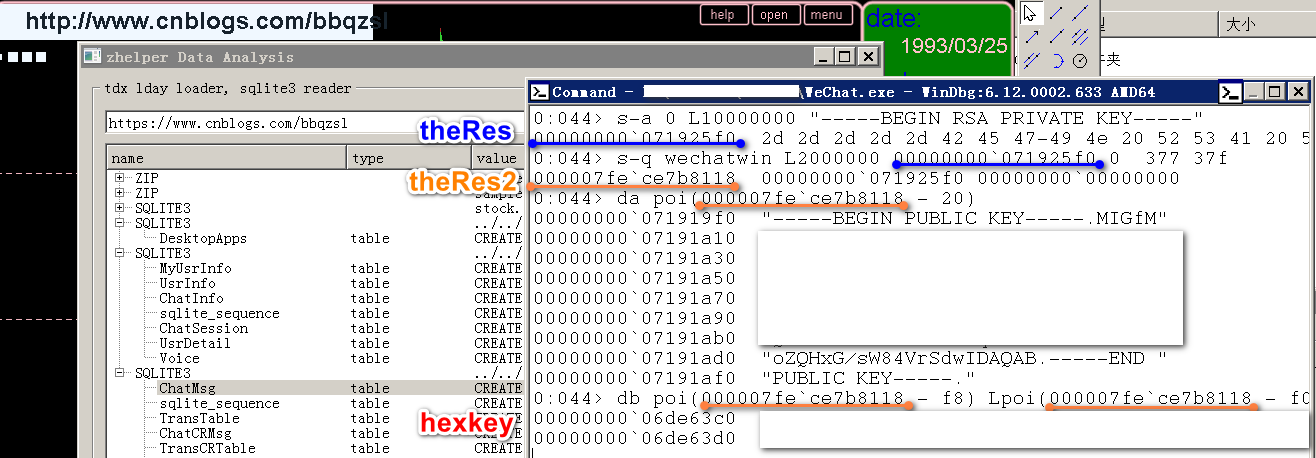 http://www.cnblogs.com/bbqzsl
help open menu
date:
1993/03/25
型 大小
夹
zhelper Data Analysis
tdx lday loader, sqlite3 reader
https://www.cnblogs.com/bbqzsl
name type value
ZIP
ZIP
SQLITE3 stock.
SQLITE3 ../../
DesktopApps table CREATE
SQLITE3 ../../
MyUsrInfo table CREATE
UsrInfo table CREATE
ChatInfo table CREATE
sqlite_sequence table CREATE
ChatSession table CREATE
UsrDetail table CREATE
Voice table CREATE
SQLITE3 ../../
ChatMsg table CREATE
sqlite_sequence table CREATE
TransTable table CREATE
ChatCRMsg table CREATE
TransCRTable table CREATE
theRes
theRes2
hexkey
Command - \WeChat.exe - WinDbg:6.12.0002.633 AMD64
0:044> s-a 0 L10000000 "-----BEGIN RSA PRIVATE KEY-----"
00000000`071925f0 2d 2d 2d 2d 2d 42 45 47-49 4e 20 52 53 41 20 5
0:044> s-q wechatwin L2000000 00000000`071925f0 0 377 37f
000007fe`ce7b8118 00000000`071925f0 00000000`00000000
0:044> da poi(000007fe`ce7b8118 - 20)
00000000`071919f0 "-----BEGIN PUBLIC KEY-----.MIGfM"
00000000`07191a10
00000000`07191a30
00000000`07191a50
00000000`07191a70
00000000`07191a90
00000000`07191ab0
00000000`07191ad0 "oZQHxG/sW84VrSdwIDAQAB.-----END "
00000000`07191af0 "PUBLIC KEY-----."
0:044> db poi(000007fe`ce7b8118 - f8) Lpoi(000007fe`ce7b8118 - f0
00000000`06de63c0
00000000`06de63d0